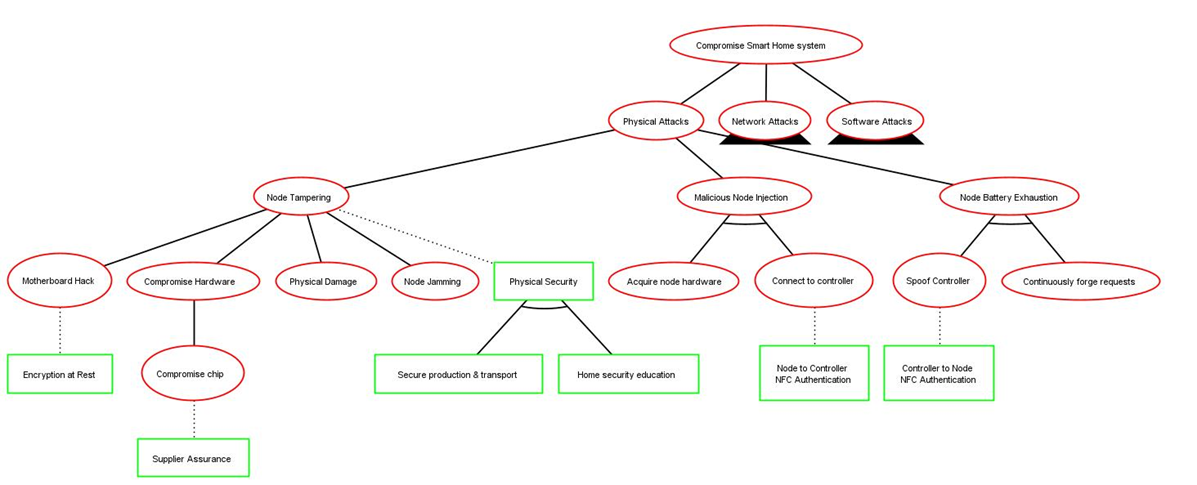 Compromise Smart Home system
Physical Attacks
Network Attacks
Software Attacks
Node Tampering
Malicious Node Injection
Node Battery Exhaustion
Motherboard Hack
Compromise Hardware
Physical Damage
Node Jamming
Physical Security
Acquire node hardware
Connect to controller
Spoof Controller
Continuously forge requests
Encryption at Rest
Compromise chip
Secure production & transport
Home security education
Node to Controller
NFC Authentication
Controller to Node
NFC Authentication
Supplier Assurance